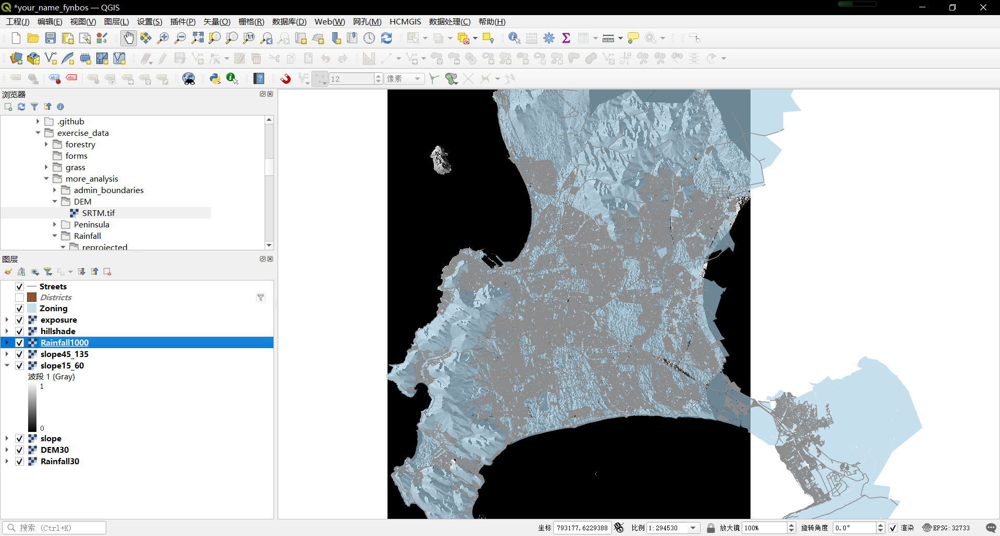 *your_name_fynbos — QGIS
工程(J) 编辑(E) 视图(V) 图层(L) 设置(S) 插件(P) 矢量(O) 栅格(R) 数据库(D) Web(W) 网孔(M) HCMGIS 数据处理(C) 帮助(H)
12 像素
浏览器
.github
exercise_data
forestry
forms
grass
more_analysis
admin_boundaries
DEM
SRTM.tif
Peninsula
Rainfall
reprojected
图层
Streets
Districts
Zoning
exposure
hillshade
Rainfall1000
slope45_135
slope15_60
波段 1 (Gray)
1
0
slope
DEM30
Rainfall30
搜索 (Ctrl+K) 坐标 793177,6229388 比例 1:294530 放大镜 100% 旋转角度 0.0° 渲染 EPSG:32733